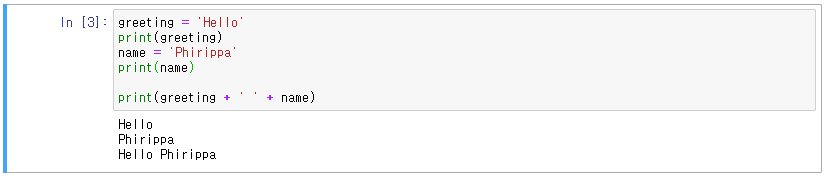 In [3]: greeting = 'Hello'
print(greeting)
name = 'Phirippa'
print(name)
print(greeting + ' ' + name)
Hello
Phirippa
Hello Phirippa